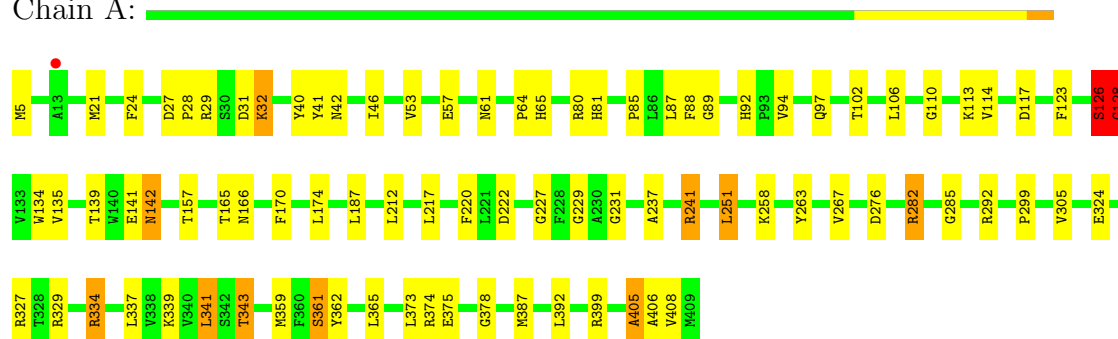 Chain A:
M5 A13 M21 F24 D27 P28 R29 S30 D31 K32 Y40 Y41 N42 I46 V53 E57 N61 P64 H65 R80 H81 P85 L86 L87 F88 G89 H92 P93 V94 Q97 T102 L106 G110 K113 V114 D117 F123 S126
V133 W134 V135 T139 W140 E141 N142 T157 T165 N166 F170 L174 L187 L212 L217 F220 L221 D222 G227 F228 G229 A230 G231 A237 R241 L251 K258 Y263 V267 D276 R282 G285 R292 P299 V305 E324
R327 T328 R329 R334 L337 V338 K339 V340 L341 S342 T343 M359 F360 S361 Y362 L365 L373 R374 E375 G378 M387 L392 R399 A405 A406 V408 M409